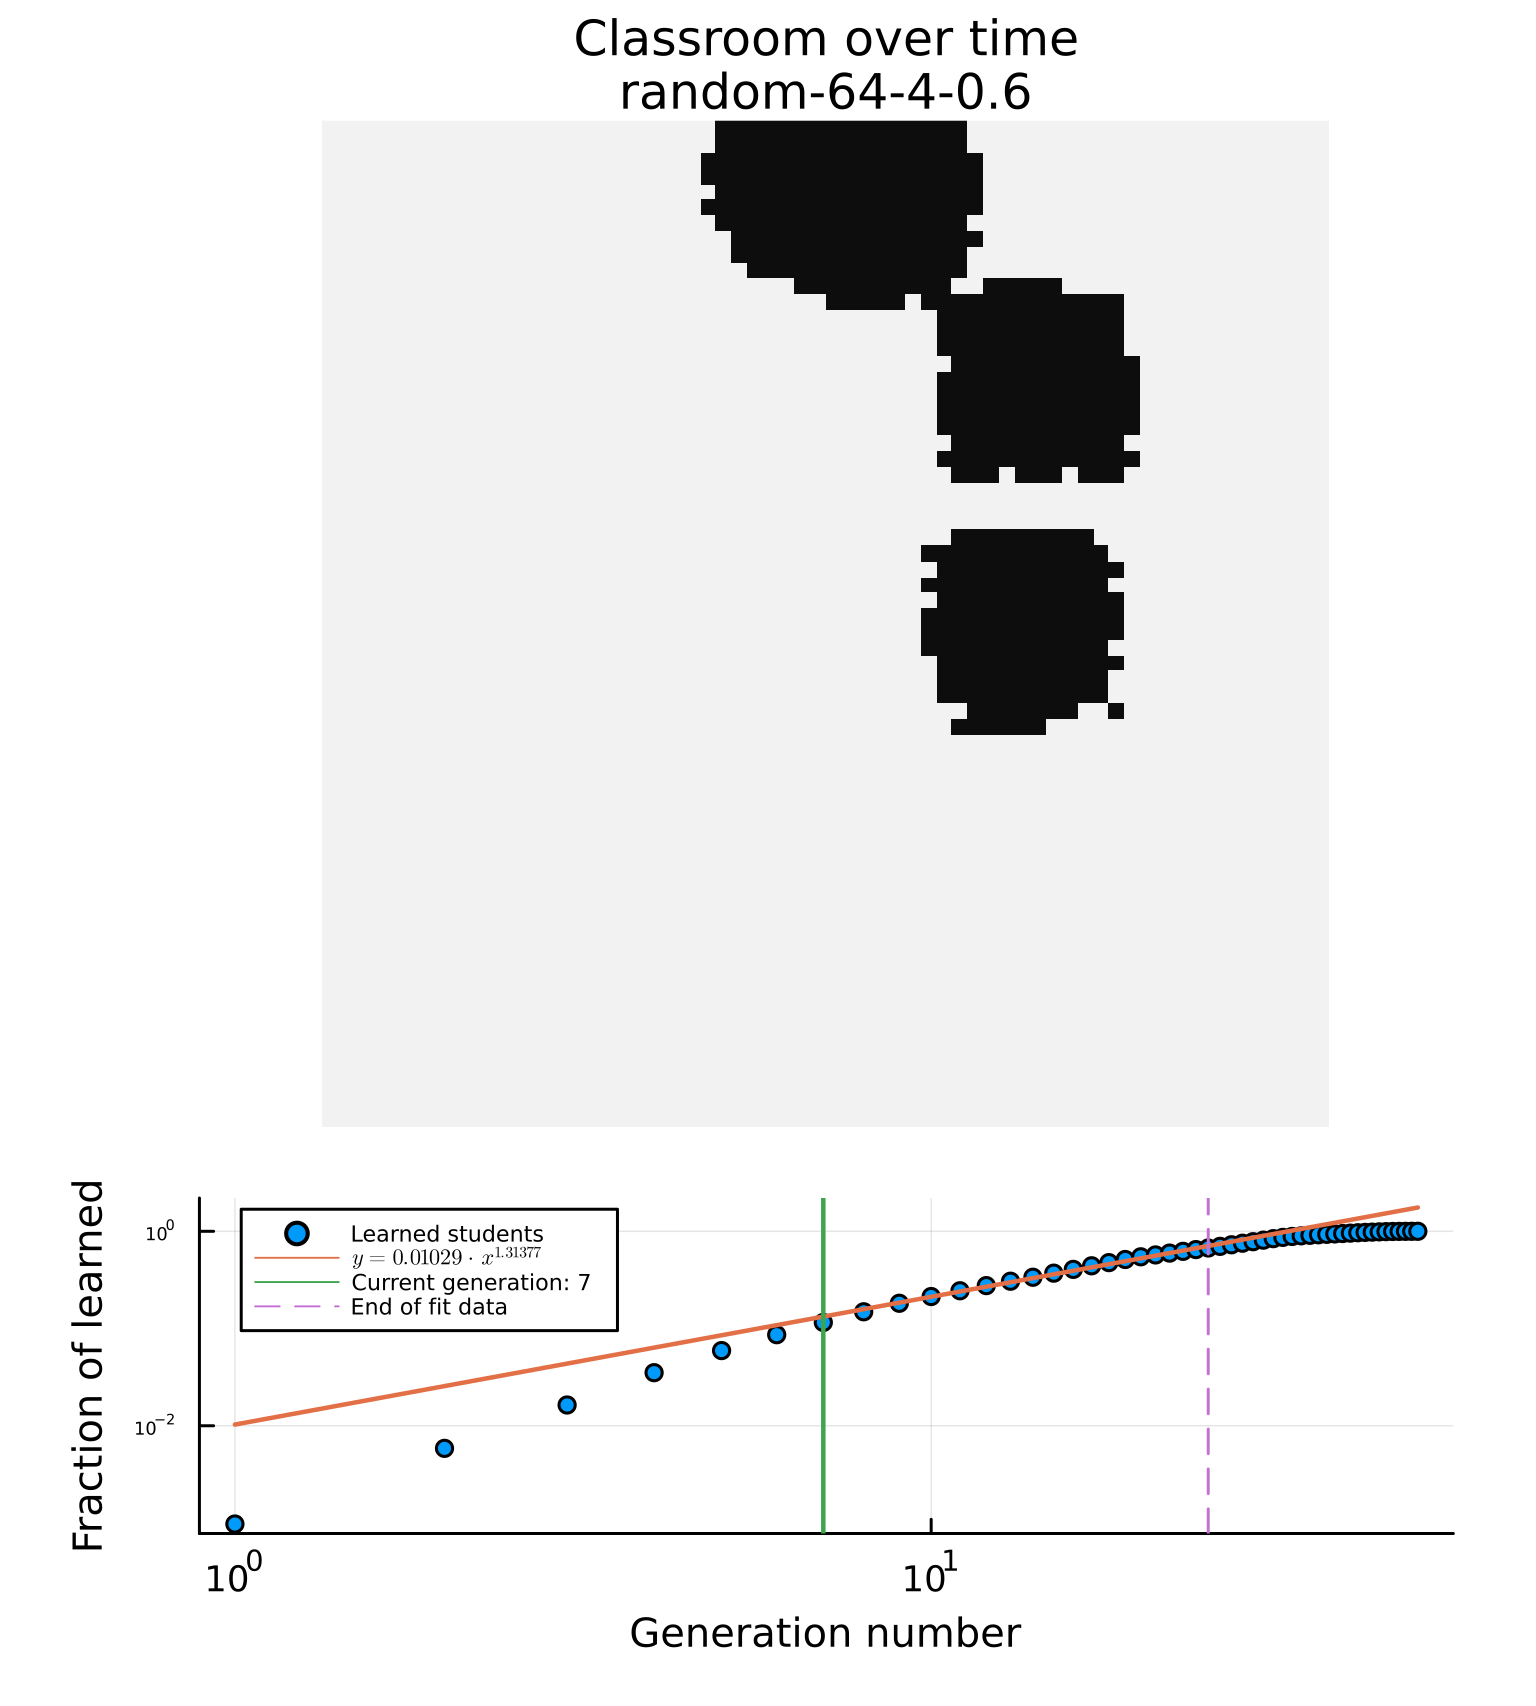 Classroom over time
random-64-4-0.6
Fraction of learned
10^0
10^-2
Learned students
y = 0.01029 · x^1.31377
Current generation: 7
End of fit data
10^0
10^1
Generation number